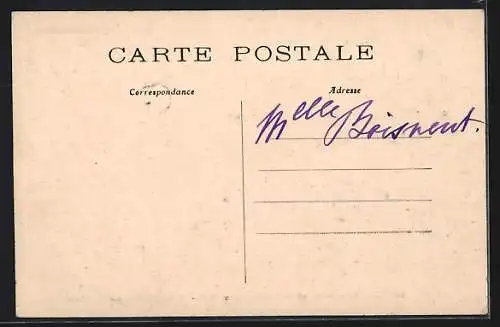 CARTE POSTALE
Correspondance
Adresse
Melle Boisnent.